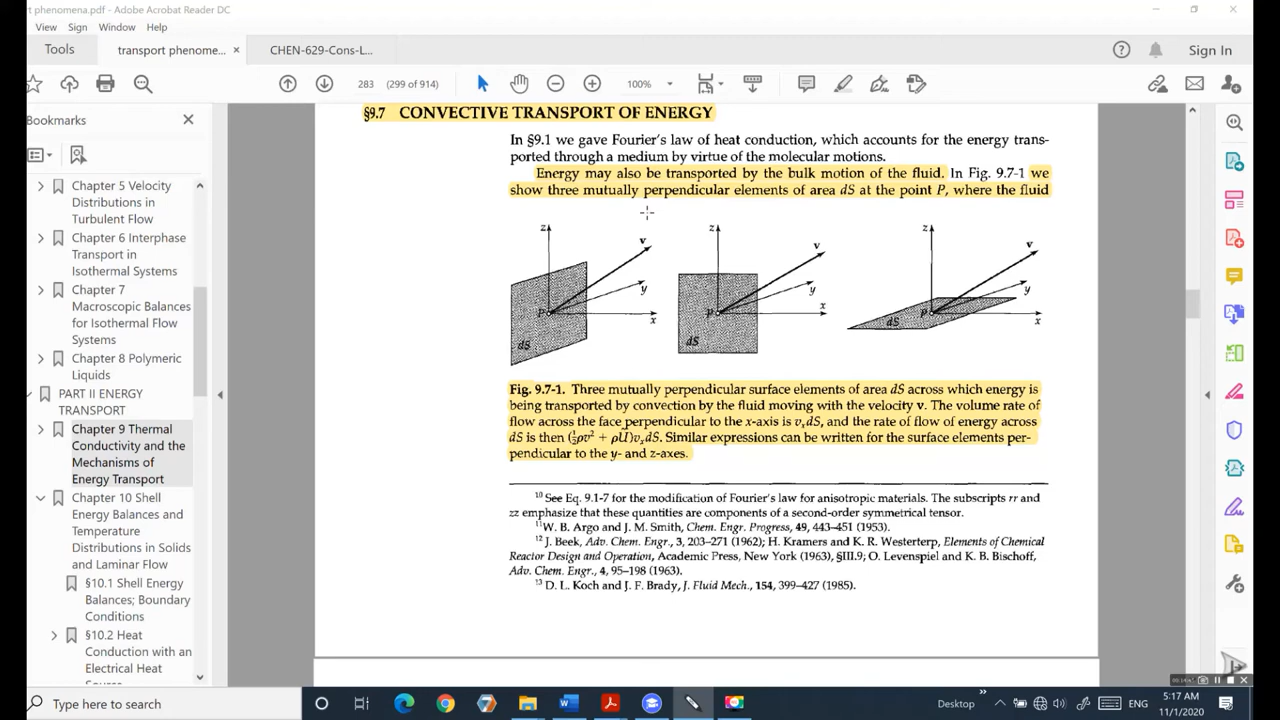 t phenomena.pdf - Adobe Acrobat Reader DC
View Sign Window Help
Tools transport phenome... × CHEN-629-Cons-L... Sign In
283 (299 of 914) 100%
Bookmarks
Chapter 5 Velocity
Distributions in
Turbulent Flow
Chapter 6 Interphase
Transport in
Isothermal Systems
Chapter 7
Macroscopic Balances
for Isothermal Flow
Systems
Chapter 8 Polymeric
Liquids
PART II ENERGY
TRANSPORT
Chapter 9 Thermal
Conductivity and the
Mechanisms of
Energy Transport
Chapter 10 Shell
Energy Balances and
Temperature
Distributions in Solids
and Laminar Flow
§10.1 Shell Energy
Balances; Boundary
Conditions
§10.2 Heat
Conduction with an
Electrical Heat
§9.7 CONVECTIVE TRANSPORT OF ENERGY
In §9.1 we gave Fourier's law of heat conduction, which accounts for the energy trans-
ported through a medium by virtue of the molecular motions.
Energy may also be transported by the bulk motion of the fluid. In Fig. 9.7-1 we
show three mutually perpendicular elements of area dS at the point P, where the fluid
z v y x P dS
z v y x P dS
z v y x P dS
Fig. 9.7-1. Three mutually perpendicular surface elements of area dS across which energy is
being transported by convection by the fluid moving with the velocity v. The volume rate of
flow across the face perpendicular to the x-axis is vₓdS, and the rate of flow of energy across
dS is then (½ρv² + ρÛ)vₓdS. Similar expressions can be written for the surface elements per-
pendicular to the y- and z-axes.
¹⁰ See Eq. 9.1-7 for the modification of Fourier's law for anisotropic materials. The subscripts rr and
zz emphasize that these quantities are components of a second-order symmetrical tensor.
¹¹ W. B. Argo and J. M. Smith, Chem. Engr. Progress, 49, 443–451 (1953).
¹² J. Beek, Adv. Chem. Engr., 3, 203–271 (1962); H. Kramers and K. R. Westerterp, Elements of Chemical
Reactor Design and Operation, Academic Press, New York (1963), §III.9; O. Levenspiel and K. B. Bischoff,
Adv. Chem. Engr., 4, 95–198 (1963).
¹³ D. L. Koch and J. F. Brady, J. Fluid Mech., 154, 399–427 (1985).
Type here to search Desktop ENG 5:17 AM
11/1/2020